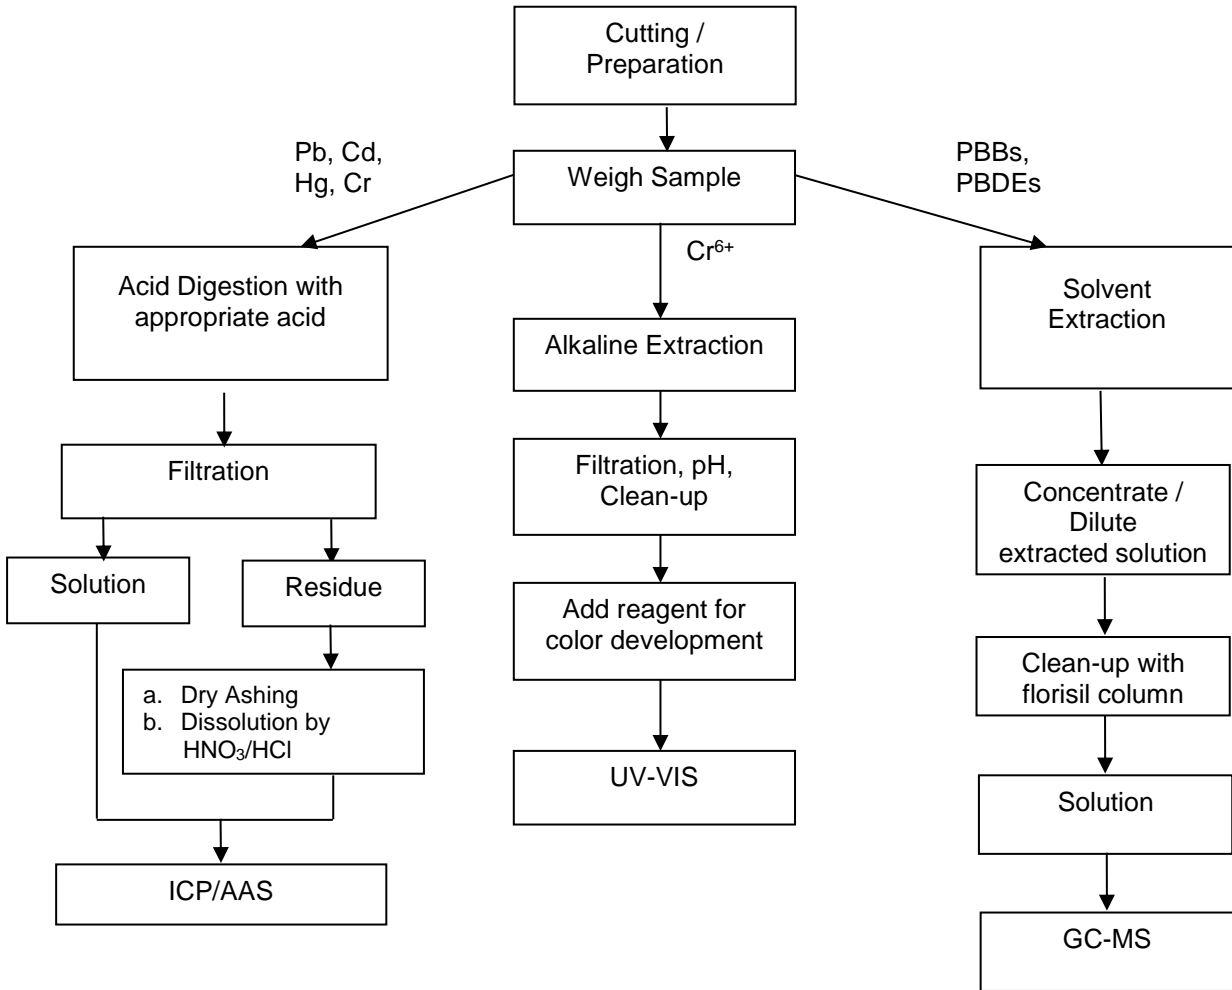 Cutting /
Preparation
Pb, Cd,
Hg, Cr
Weigh Sample
PBBs,
PBDEs
Cr⁶⁺
Acid Digestion with
appropriate acid
Alkaline Extraction
Solvent
Extraction
Filtration
Filtration, pH,
Clean-up
Concentrate /
Dilute
extracted solution
Solution
Residue
Add reagent for
color development
a. Dry Ashing
b. Dissolution by
HNO₃/HCl
Clean-up with
florisil column
UV-VIS
Solution
ICP/AAS
GC-MS